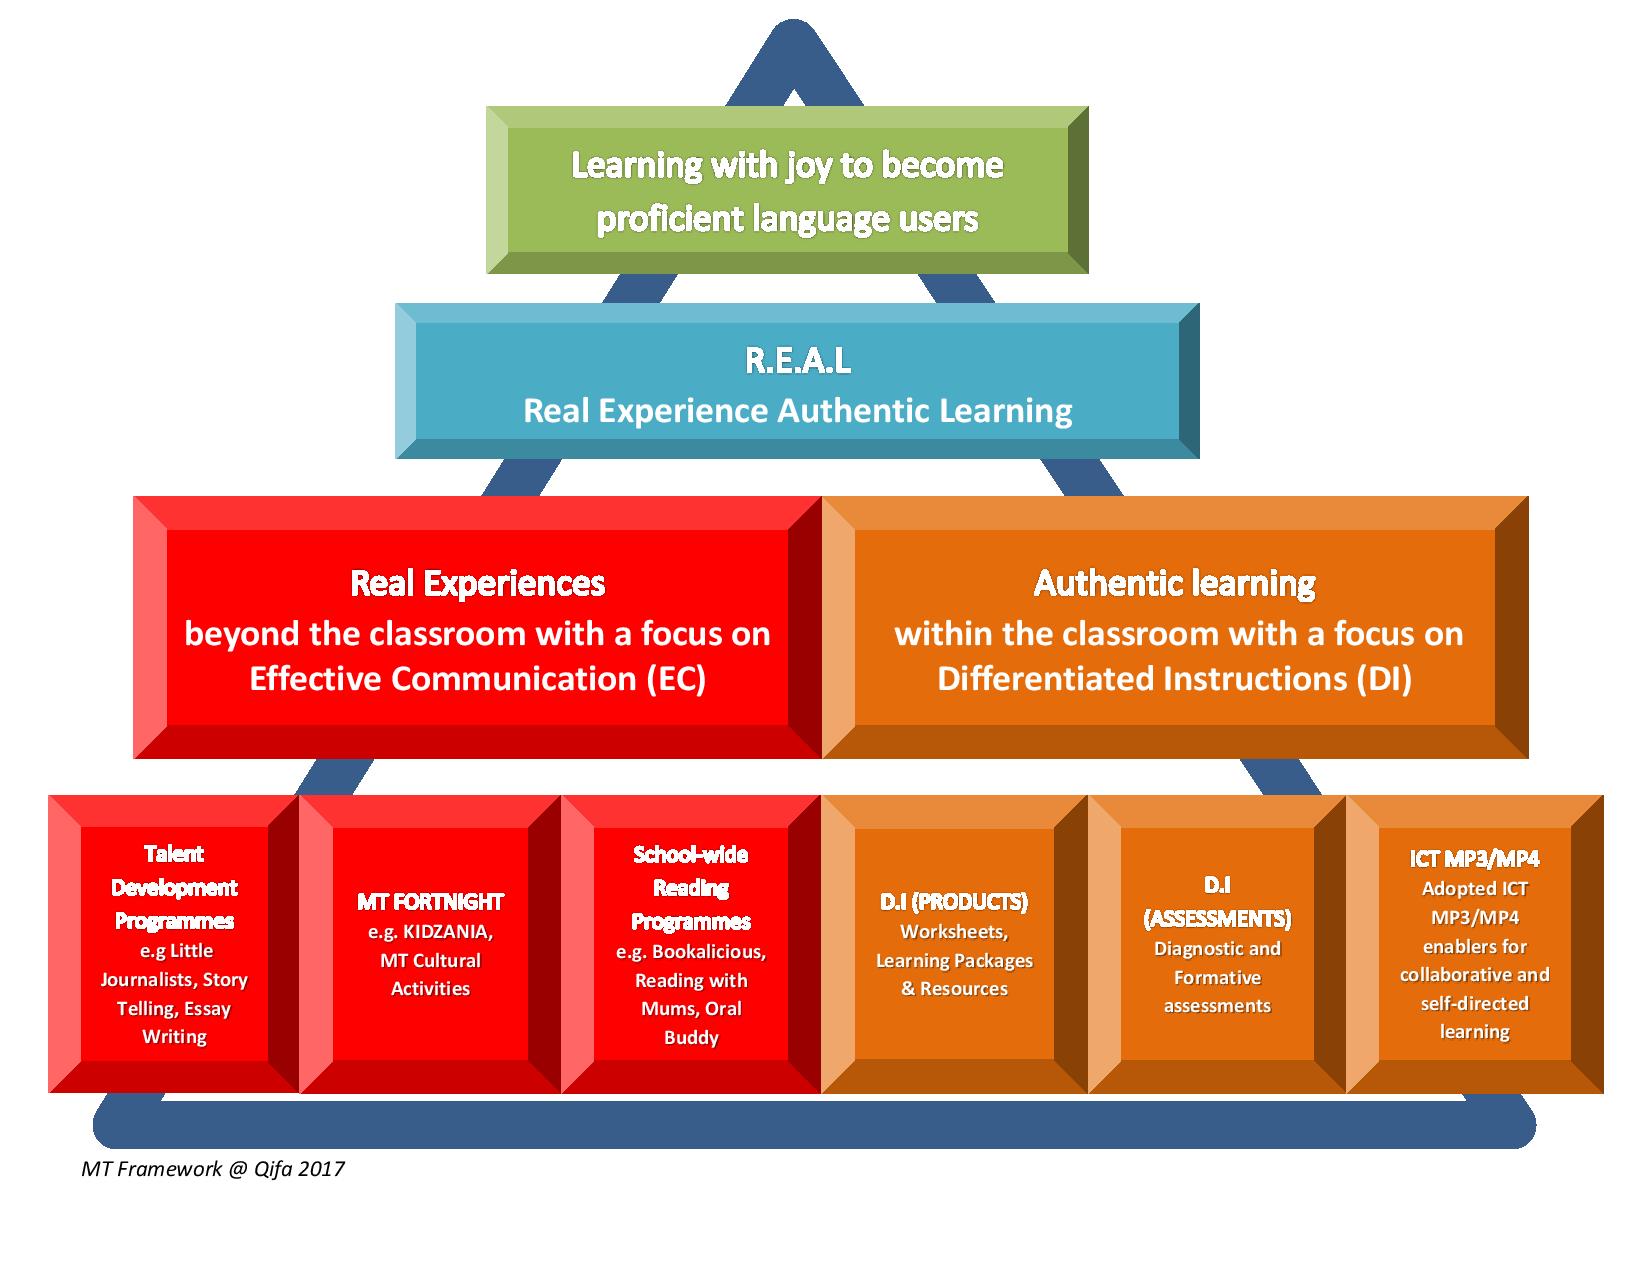 Learning with joy to become
proficient language users
R.E.A.L
Real Experience Authentic Learning
Real Experiences
beyond the classroom with a focus on
Effective Communication (EC)
Authentic learning
within the classroom with a focus on
Differentiated Instructions (DI)
Talent
Development
Programmes
e.g Little
Journalists, Story
Telling, Essay
Writing
MT FORTNIGHT
e.g. KIDZANIA,
MT Cultural
Activities
School-wide
Reading
Programmes
e.g. Bookalicious,
Reading with
Mums, Oral
Buddy
D.I (PRODUCTS)
Worksheets,
Learning Packages
& Resources
D.I
(ASSESSMENTS)
Diagnostic and
Formative
assessments
ICT MP3/MP4
Adopted ICT
MP3/MP4
enablers for
collaborative and
self-directed
learning
MT Framework @ Qifa 2017